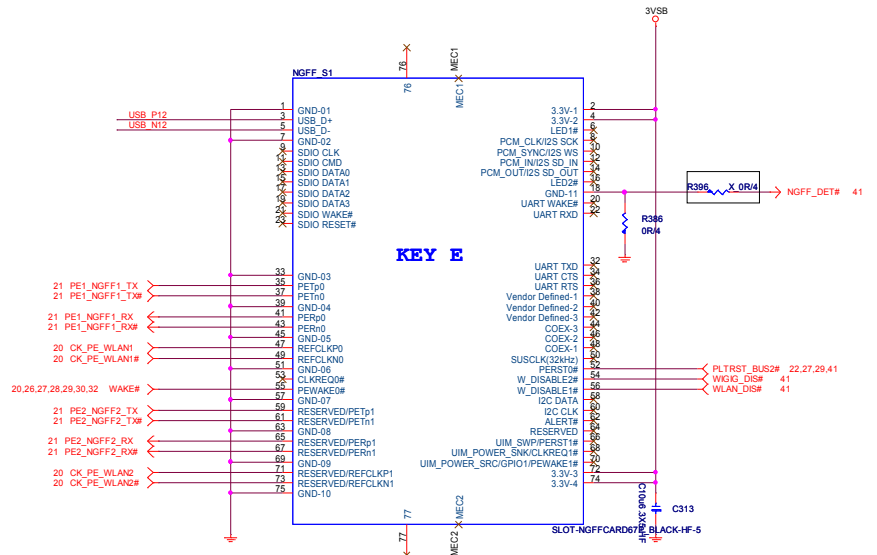 3VSB
76
MEC1
NGFF_S1
76
MEC1
USB_P12
USB_N12
1 GND-01
3 USB_D+
5 USB_D-
7 GND-02
9 SDIO CLK
11 SDIO CMD
13 SDIO DATA0
15 SDIO DATA1
17 SDIO DATA2
19 SDIO DATA3
21 SDIO WAKE#
23 SDIO RESET#
3.3V-1 2
3.3V-2 4
LED1# 6
PCM_CLK/I2S SCK 8
PCM_SYNC/I2S WS 10
PCM_IN/I2S SD_IN 12
PCM_OUT/I2S SD_OUT 14
LED2# 16
GND-11 18
UART WAKE# 20
UART RXD 22
R396 X_0R/4
NGFF_DET# 41
R386
0R/4
KEY E
33 GND-03
21 PE1_NGFF1_TX 35 PETp0
21 PE1_NGFF1_TX# 37 PETn0
39 GND-04
21 PE1_NGFF1_RX 41 PERp0
21 PE1_NGFF1_RX# 43 PERn0
45 GND-05
20 CK_PE_WLAN1 47 REFCLKP0
20 CK_PE_WLAN1# 49 REFCLKN0
51 GND-06
53 CLKREQ0#
20,26,27,28,29,30,32 WAKE# 55 PEWAKE0#
57 GND-07
21 PE2_NGFF2_TX 59 RESERVED/PETp1
21 PE2_NGFF2_TX# 61 RESERVED/PETn1
63 GND-08
21 PE2_NGFF2_RX 65 RESERVED/PERp1
21 PE2_NGFF2_RX# 67 RESERVED/PERn1
69 GND-09
20 CK_PE_WLAN2 71 RESERVED/REFCLKP1
20 CK_PE_WLAN2# 73 RESERVED/REFCLKN1
75 GND-10
UART TXD 32
UART CTS 34
UART RTS 36
Vendor Defined-1 38
Vendor Defined-2 40
Vendor Defined-3 42
COEX-3 44
COEX-2 46
COEX-1 48
SUSCLK(32kHz) 50
PERST0# 52 PLTRST_BUS2# 22,27,29,41
W_DISABLE2# 54 WIGIG_DIS# 41
W_DISABLE1# 56 WLAN_DIS# 41
I2C DATA 58
I2C CLK 60
ALERT# 62
RESERVED 64
UIM_SWP/PERST1# 66
UIM_POWER_SNK/CLKREQ1# 68
UIM_POWER_SRC/GPIO1/PEWAKE1# 70
3.3V-3 72
3.3V-4 74
C313
77
MEC2
77
MEC2